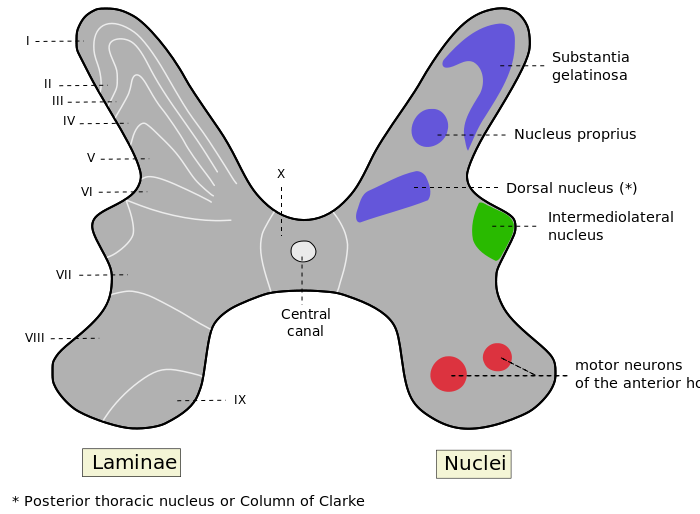 I
II
III
IV
V
VI
VII
VIII
IX
X
Central
canal
Substantia
gelatinosa
Nucleus proprius
Dorsal nucleus (*)
Intermediolateral
nucleus
motor neurons
of the anterior ho
Laminae
Nuclei
* Posterior thoracic nucleus or Column of Clarke